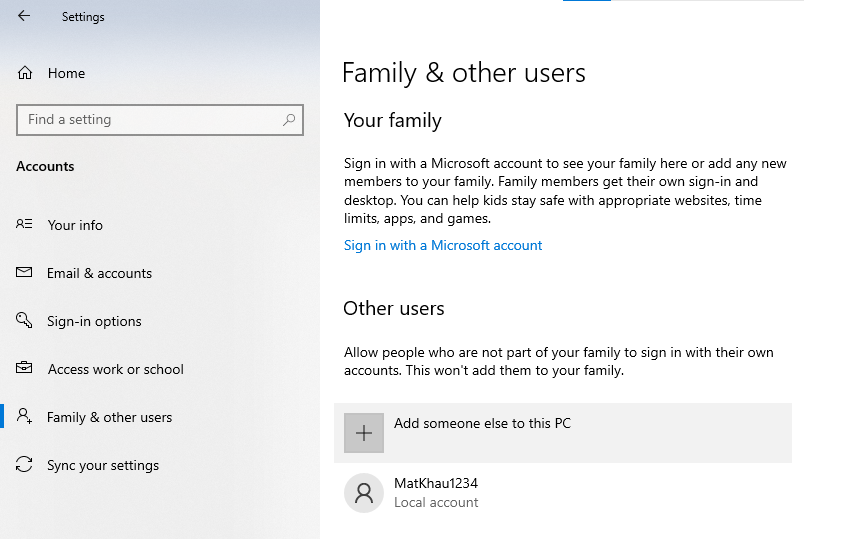 Settings
Home
Find a setting
Accounts
Your info
Email & accounts
Sign-in options
Access work or school
Family & other users
Sync your settings
Family & other users
Your family
Sign in with a Microsoft account to see your family here or add any new
members to your family. Family members get their own sign-in and
desktop. You can help kids stay safe with appropriate websites, time
limits, apps, and games.
Sign in with a Microsoft account
Other users
Allow people who are not part of your family to sign in with their own
accounts. This won't add them to your family.
Add someone else to this PC
MatKhau1234
Local account